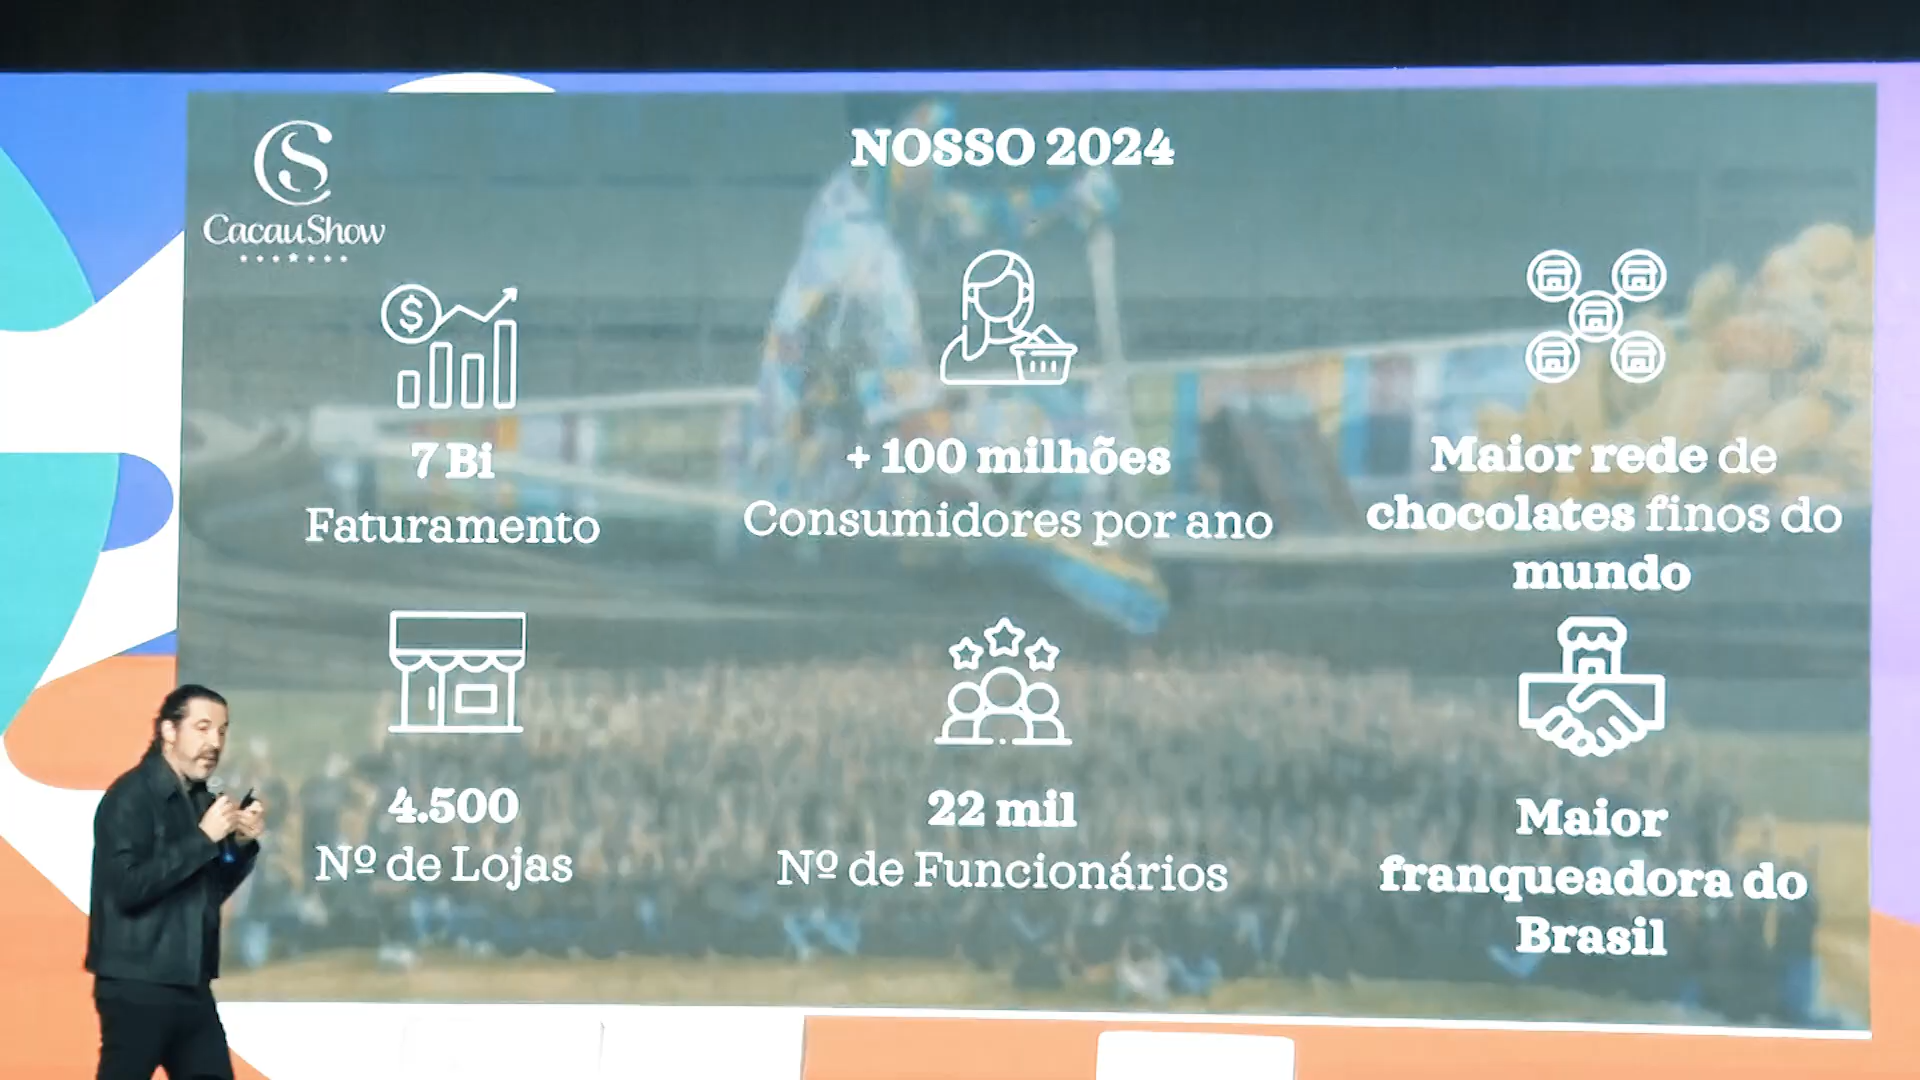 NOSSO 2024
CacauShow
7 Bi
Faturamento
+ 100 milhões
Consumidores por ano
Maior rede de
chocolates finos do
mundo
4.500
Nº de Lojas
22 mil
Nº de Funcionários
Maior
franqueadora do
Brasil